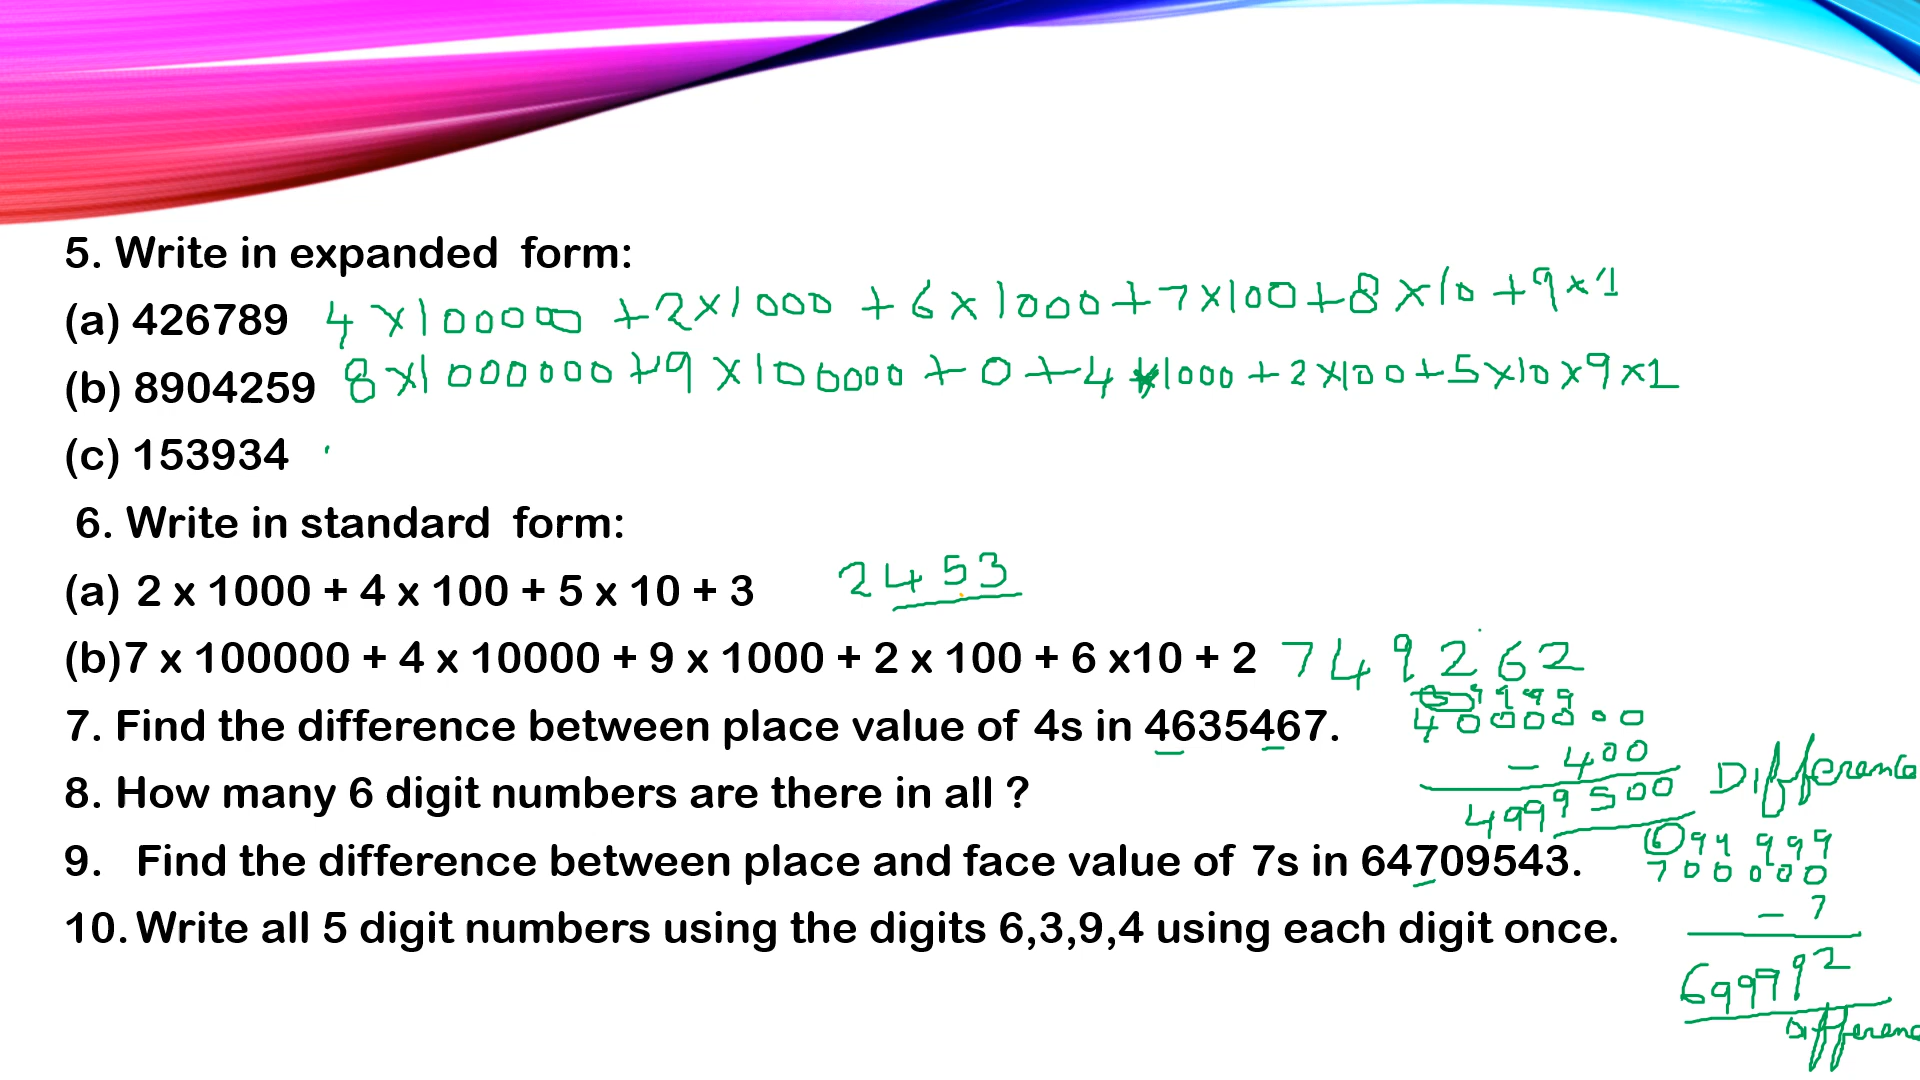 5. Write in expanded form:
(a) 426789 4 × 100000 + 2 × 1000 + 6 × 1000 + 7 × 100 + 8 × 10 + 9 × 1
(b) 8904259 8 × 1000000 + 9 × 100000 + 0 + 4 × 1000 + 2 × 100 + 5 × 10 × 9 × 1
(c) 153934
6. Write in standard form:
(a) 2 x 1000 + 4 x 100 + 5 x 10 + 3 2453
(b)7 x 100000 + 4 x 10000 + 9 x 1000 + 2 x 100 + 6 x10 + 2 749262
9999
7. Find the difference between place value of 4s in 4635467. 4000000
- 400
8. How many 6 digit numbers are there in all ? 4999500 Difference
6 99 999
9. Find the difference between place and face value of 7s in 64709543. 700000
- 7
10. Write all 5 digit numbers using the digits 6,3,9,4 using each digit once.
699992
Differenc